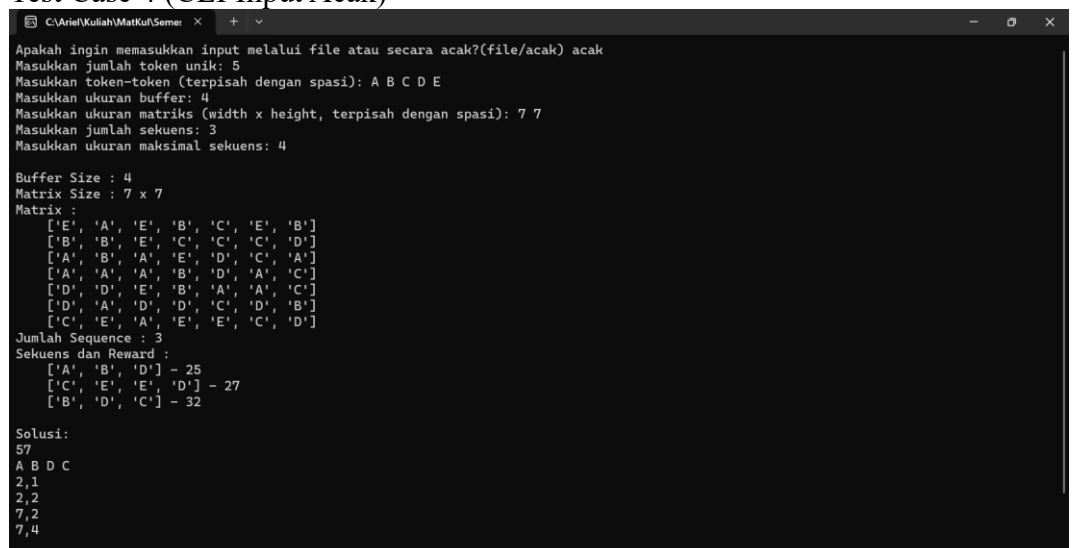 Test Case 4 (CLI Input Acak)
C:\Ariel\Kuliah\MatKul\Semes
Apakah ingin memasukkan input melalui file atau secara acak?(file/acak) acak
Masukkan jumlah token unik: 5
Masukkan token-token (terpisah dengan spasi): A B C D E
Masukkan ukuran buffer: 4
Masukkan ukuran matriks (width x height, terpisah dengan spasi): 7 7
Masukkan jumlah sekuens: 3
Masukkan ukuran maksimal sekuens: 4
Buffer Size : 4
Matrix Size : 7 x 7
Matrix :
['E', 'A', 'E', 'B', 'C', 'E', 'B']
['B', 'B', 'E', 'C', 'C', 'C', 'D']
['A', 'B', 'A', 'E', 'D', 'C', 'A']
['A', 'A', 'A', 'B', 'D', 'A', 'C']
['D', 'D', 'E', 'B', 'A', 'A', 'C']
['D', 'A', 'D', 'D', 'C', 'D', 'B']
['C', 'E', 'A', 'E', 'E', 'C', 'D']
Jumlah Sequence : 3
Sekuens dan Reward :
['A', 'B', 'D'] - 25
['C', 'E', 'E', 'D'] - 27
['B', 'D', 'C'] - 32
Solusi:
57
A B D C
2,1
2,2
7,2
7,4